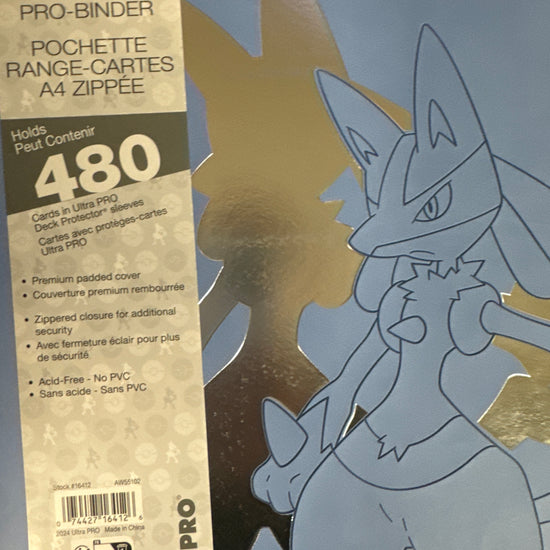 PRO-BINDER
POCHETTE
RANGE-CARTES
A4 ZIPPÉE
Holds
Peut Contenir
480
Cards in Ultra PRO
Deck Protector® sleeves
Cartes avec protèges-cartes
Ultra PRO
• Premium padded cover
• Couverture premium rembourrée
• Zippered closure for additional
security
• Avec fermeture éclair pour plus
de sécurité
• Acid-Free - No PVC
• Sans acide - Sans PVC
Stock #16412 AW55102
0 74427 16412 6
2024 Ultra PRO Made in China
PRO®